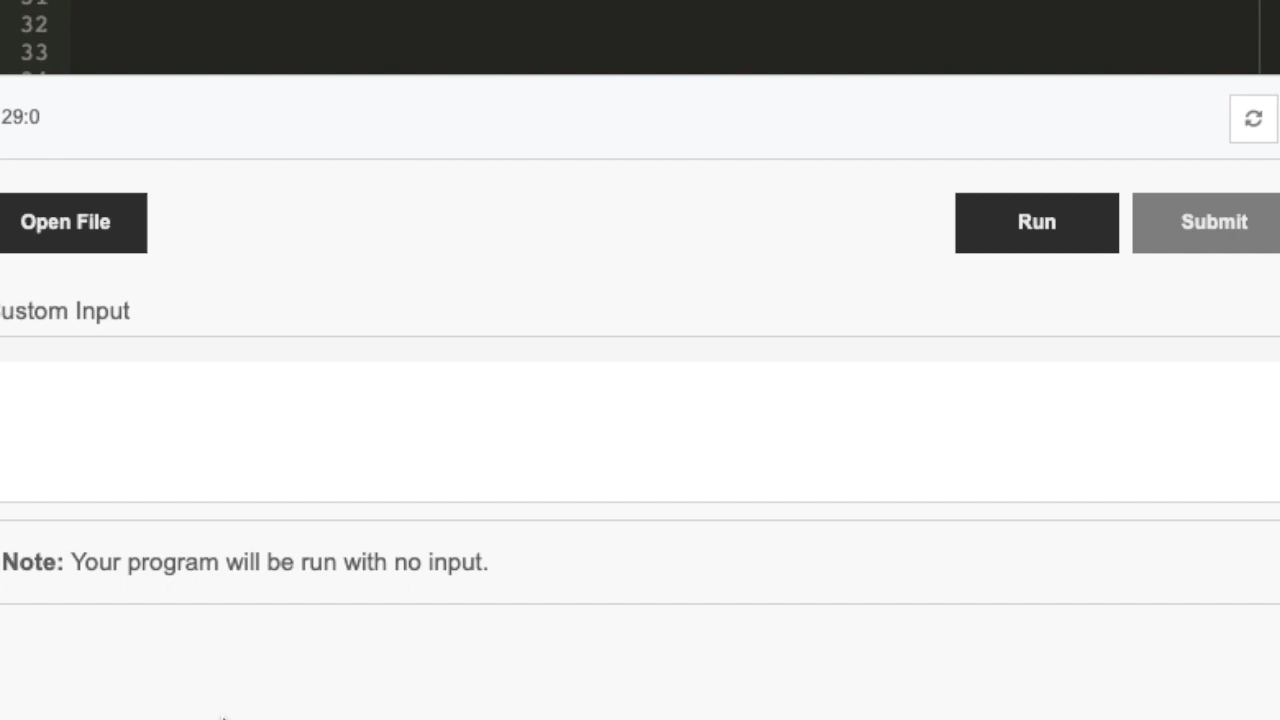 32
33
29:0
Open File
Run
Submit
ustom Input
Note: Your program will be run with no input.